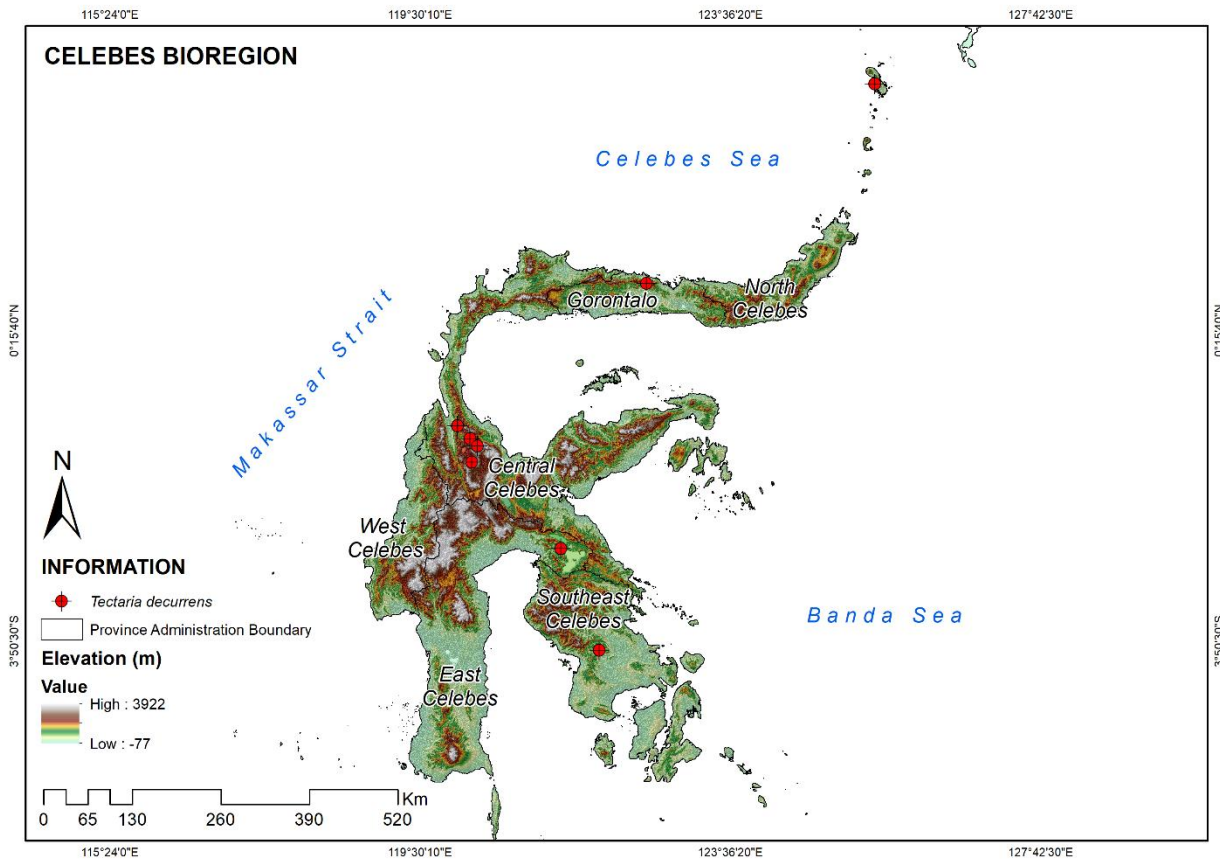 115°24'0"E 119°30'10"E 123°36'20"E 127°42'30"E
CELEBES BIOREGION
Celebes Sea
0°15'40"N
0°15'40"N
Makassar Strait
Gorontalo
North
Celebes
N
Central
Celebes
West
Celebes
Southeast
Celebes
East
Celebes
Banda Sea
3°50'30"S
3°50'30"S
INFORMATION
Tectaria decurrens
Province Administration Boundary
Elevation (m)
Value
High : 3922
Low : -77
Km
0 65 130 260 390 520
115°24'0"E 119°30'10"E 123°36'20"E 127°42'30"E